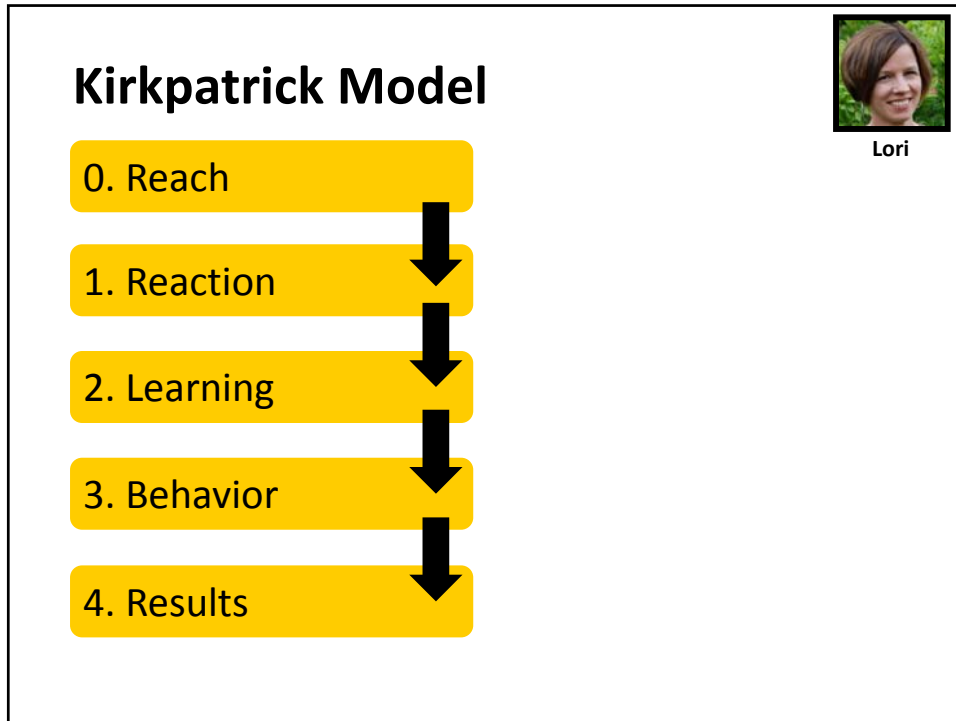 Kirkpatrick Model
Lori
0. Reach
1. Reaction
2. Learning
3. Behavior
4. Results